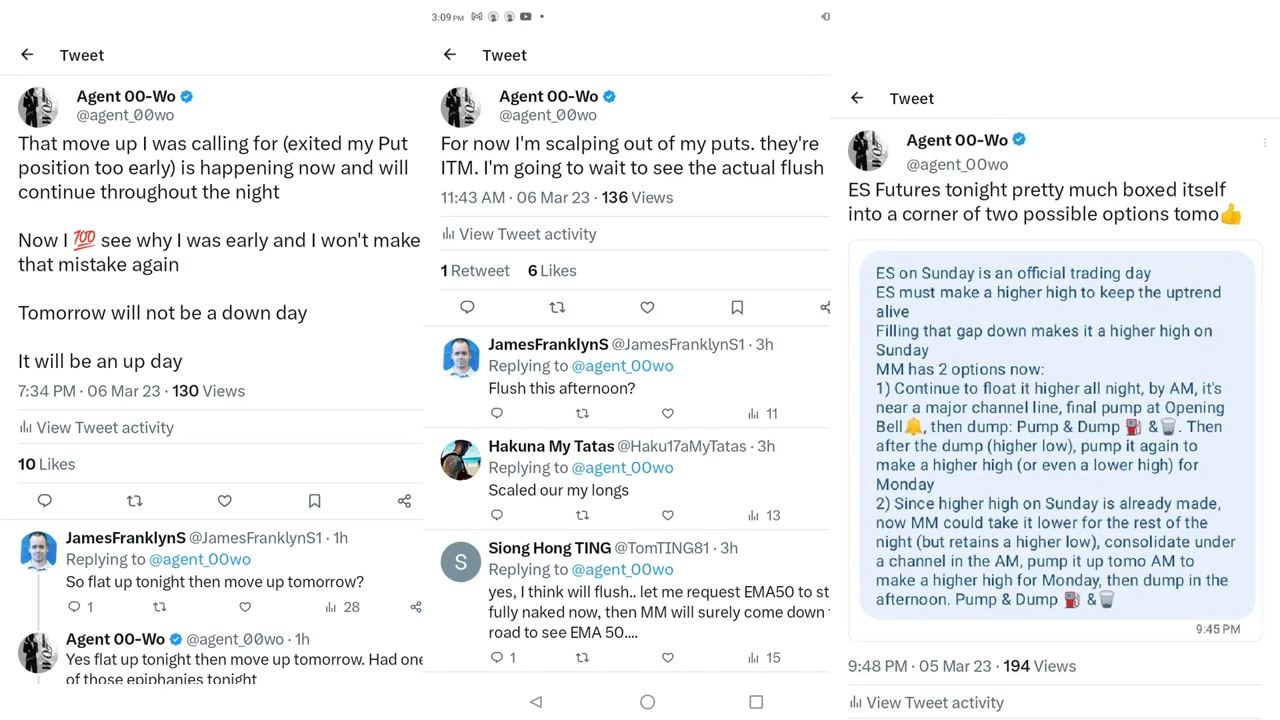 Tweet
Agent 00-Wo
@agent_00wo
That move up I was calling for (exited my Put
position too early) is happening now and will
continue throughout the night
Now I 💯 see why I was early and I won't make
that mistake again
Tomorrow will not be a down day
It will be an up day
7:34 PM · 06 Mar 23 · 130 Views
View Tweet activity
10 Likes
JamesFranklynS @JamesFranklynS1 · 1h
Replying to @agent_00wo
So flat up tonight then move up tomorrow?
1 28
Agent 00-Wo @agent_00wo · 1h
Yes flat up tonight then move up tomorrow. Had one
of those epiphanies tonight
3:09 PM
Tweet
Agent 00-Wo
@agent_00wo
For now I'm scalping out of my puts. they're
ITM. I'm going to wait to see the actual flush
11:43 AM · 06 Mar 23 · 136 Views
View Tweet activity
1 Retweet 6 Likes
JamesFranklynS @JamesFranklynS1 · 3h
Replying to @agent_00wo
Flush this afternoon?
11
Hakuna My Tatas @Haku17aMyTatas · 3h
Replying to @agent_00wo
Scaled our my longs
13
S
Siong Hong TING @TomTING81 · 3h
Replying to @agent_00wo
yes, I think will flush.. let me request EMA50 to st
fully naked now, then MM will surely come down
road to see EMA 50....
1 15
Tweet
Agent 00-Wo
@agent_00wo
ES Futures tonight pretty much boxed itself
into a corner of two possible options tomo👍
ES on Sunday is an official trading day
ES must make a higher high to keep the uptrend
alive
Filling that gap down makes it a higher high on
Sunday
MM has 2 options now:
1) Continue to float it higher all night, by AM, it's
near a major channel line, final pump at Opening
Bell🔔, then dump: Pump & Dump ⛽ &🗑️. Then
after the dump (higher low), pump it again to
make a higher high (or even a lower high) for
Monday
2) Since higher high on Sunday is already made,
now MM could take it lower for the rest of the
night (but retains a higher low), consolidate under
a channel in the AM, pump it up tomo AM to
make a higher high for Monday, then dump in the
afternoon. Pump & Dump ⛽ &🗑️
9:45 PM
9:48 PM · 05 Mar 23 · 194 Views
View Tweet activity